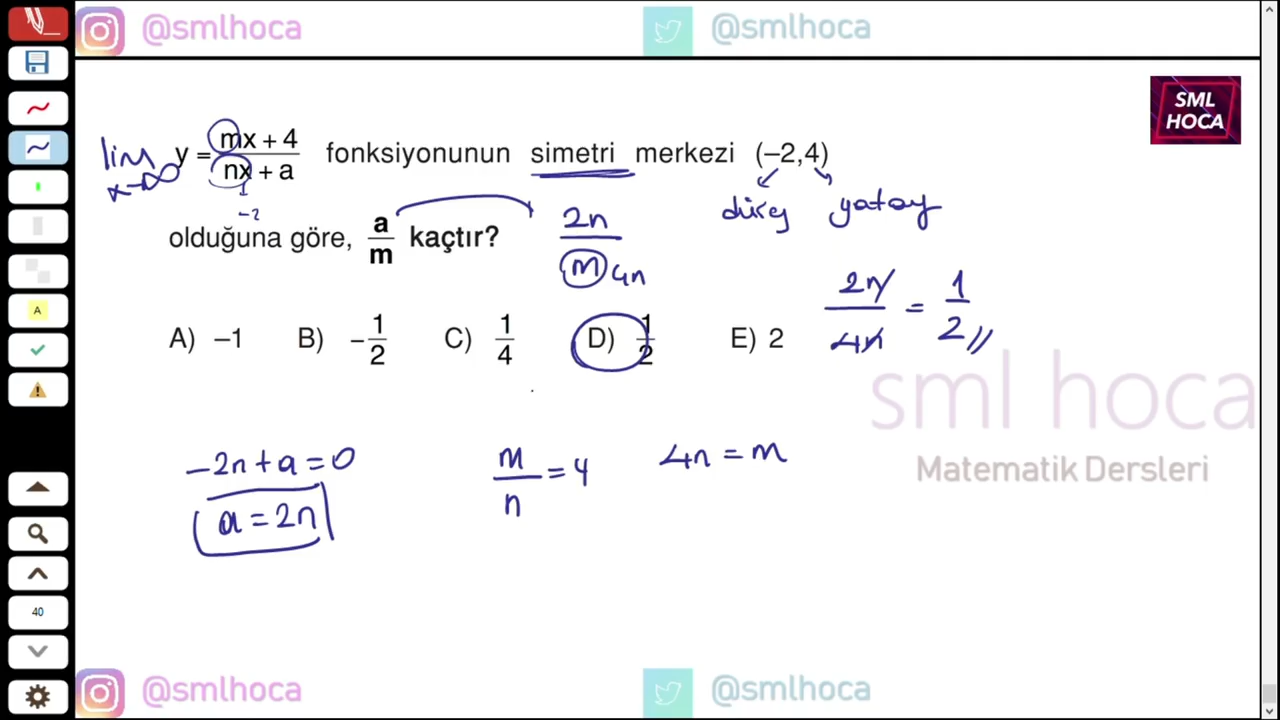 @smlhoca @smlhoca
SML
HOCA
lim x→∞ y = mx + 4 / nx + a fonksiyonunun simetri merkezi (−2,4)
-2
düşey yatay
olduğuna göre, a/m kaçtır?
2n / m 4n
2n / 4n = 1 / 2 //
A) −1 B) −1/2 C) 1/4 D) 1/2 E) 2
sml hoca
Matematik Dersleri
-2n + a = 0 m / n = 4 4n = m
a = 2n
A
40
@smlhoca @smlhoca